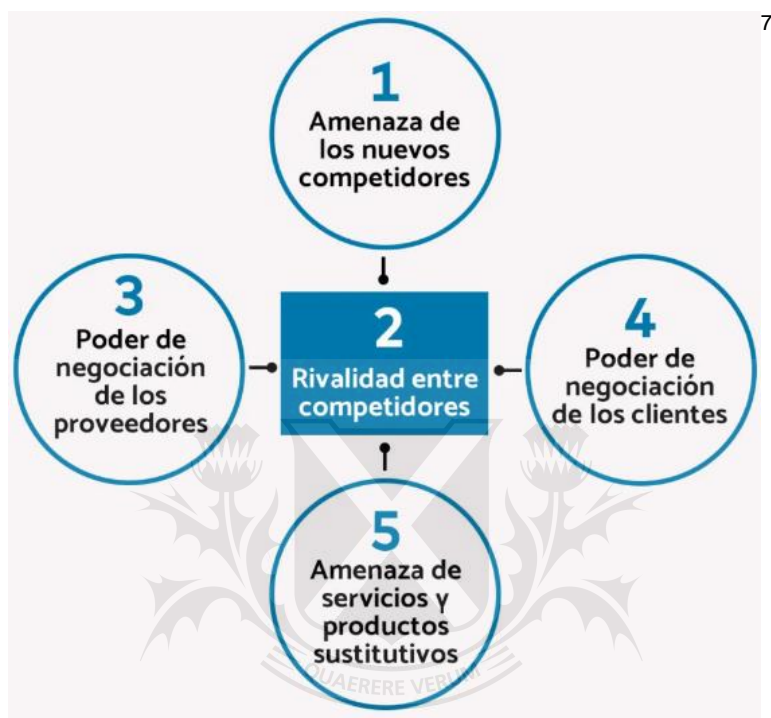 7
1
Amenaza de
los nuevos
competidores
3
Poder de
negociación
de los
proveedores
2
Rivalidad entre
competidores
4
Poder de
negociación
de los clientes
5
Amenaza de
servicios y
productos
sustitutivos
QUAERERE VERUM